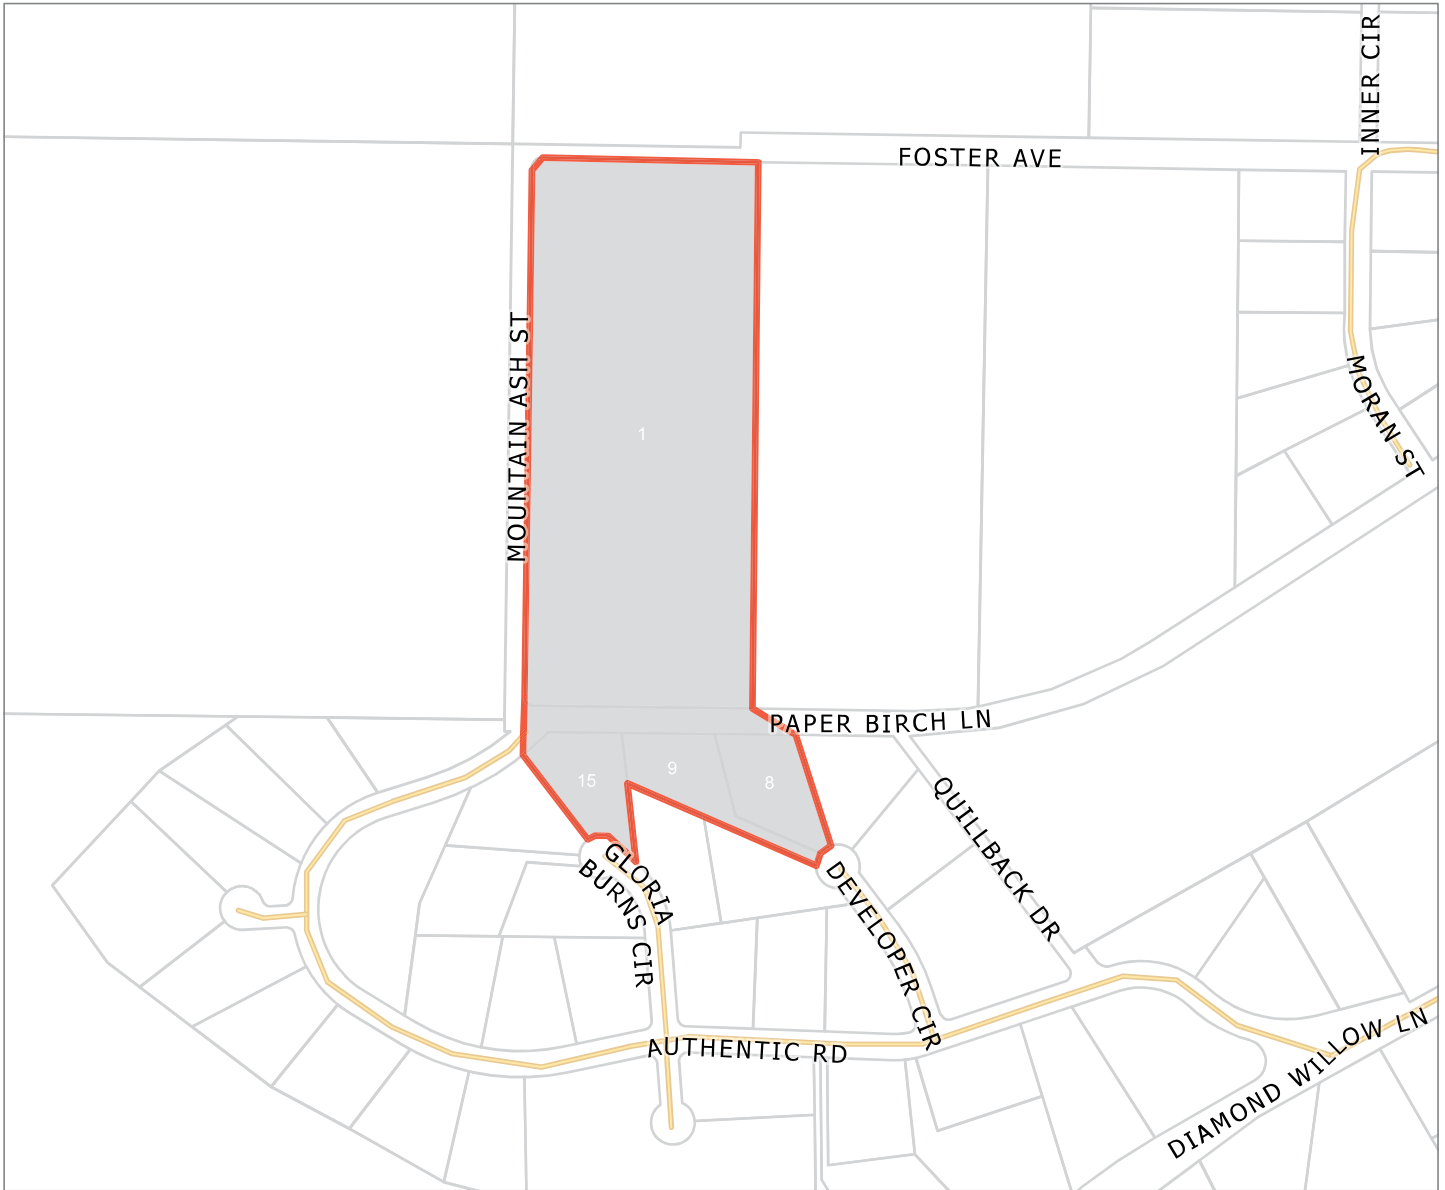 INNER CIR
FOSTER AVE
MOUNTAIN ASH ST
MORAN ST
1
PAPER BIRCH LN
15
9
8
QUILLBACK DR
GLORIA
BURNS CIR
DEVELOPER CIR
AUTHENTIC RD
DIAMOND WILLOW LN